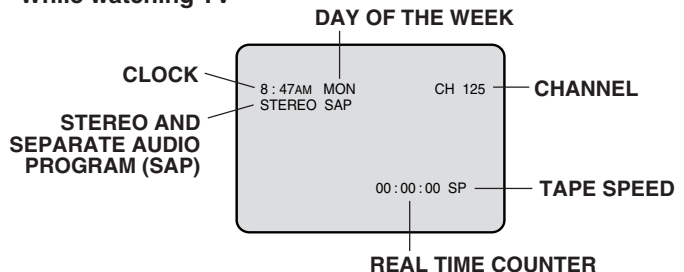 while watching TV
DAY OF THE WEEK
CLOCK
8:47AM MON
CH 125
CHANNEL
STEREO SAP
STEREO AND
SEPARATE AUDIO
PROGRAM (SAP)
00:00:00 SP
TAPE SPEED
REAL TIME COUNTER